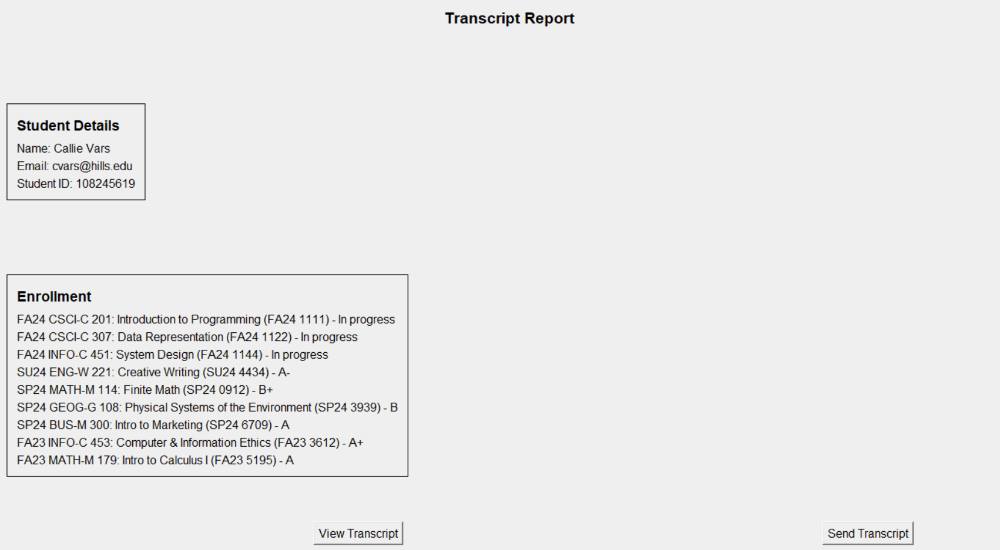 Transcript Report
Student Details
Name: Callie Vars
Email: cvars@hills.edu
Student ID: 108245619
Enrollment
FA24 CSCI-C 201: Introduction to Programming (FA24 1111) - In progress
FA24 CSCI-C 307: Data Representation (FA24 1122) - In progress
FA24 INFO-C 451: System Design (FA24 1144) - In progress
SU24 ENG-W 221: Creative Writing (SU24 4434) - A-
SP24 MATH-M 114: Finite Math (SP24 0912) - B+
SP24 GEOG-G 108: Physical Systems of the Environment (SP24 3939) - B
SP24 BUS-M 300: Intro to Marketing (SP24 6709) - A
FA23 INFO-C 453: Computer & Information Ethics (FA23 3612) - A+
FA23 MATH-M 179: Intro to Calculus I (FA23 5195) - A
View Transcript
Send Transcript